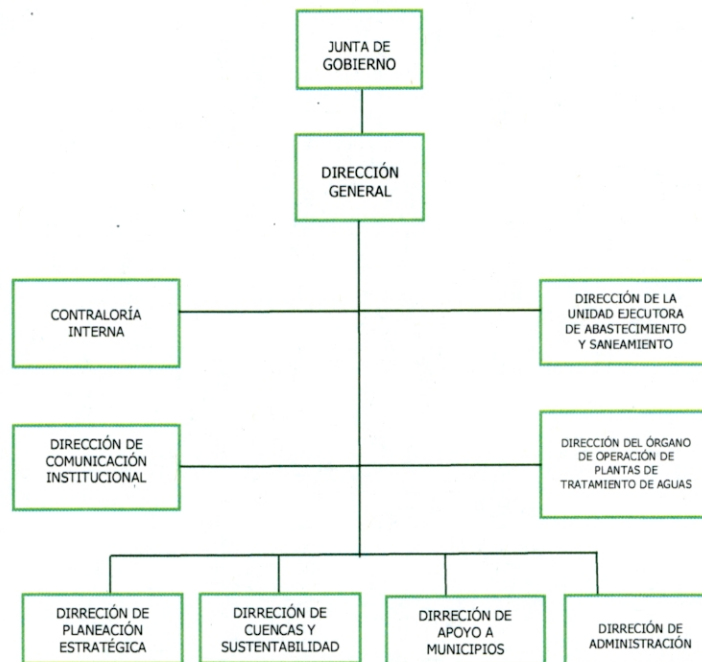 JUNTA DE
GOBIERNO
DIRECCIÓN
GENERAL
CONTRALORÍA
INTERNA
DIRECCIÓN DE LA
UNIDAD EJECUTORA
DE ABASTECIMIENTO
Y SANEAMIENTO
DIRECCIÓN DE
COMUNICACIÓN
INSTITUCIONAL
DIRECCIÓN DEL ÓRGANO
DE OPERACIÓN DE
PLANTAS DE
TRATAMIENTO DE AGUAS
DIRRECIÓN DE
PLANEACIÓN
ESTRATÉGICA
DIRRECIÓN DE
CUENCAS Y
SUSTENTABILIDAD
DIRRECIÓN DE
APOYO A
MUNICIPIOS
DIRRECIÓN DE
ADMINISTRACIÓN